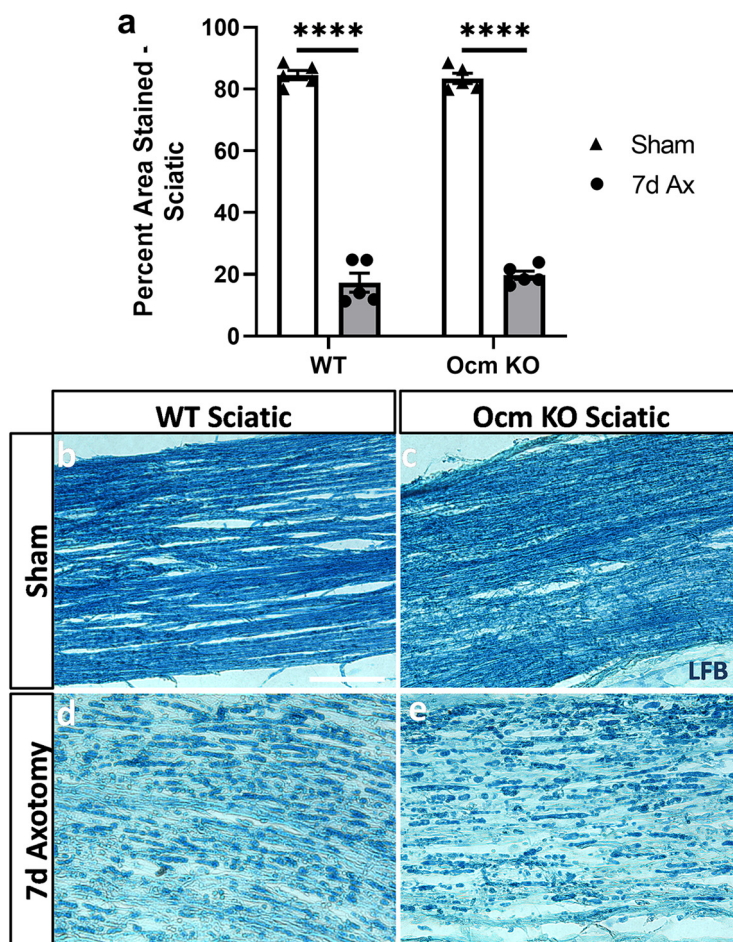 a
**** ****
Percent Area Stained -
Sciatic
100
80
60
40
20
0
WT Ocm KO
Sham
7d Ax
WT Sciatic Ocm KO Sciatic
Sham
b c
LFB
7d Axotomy
d e